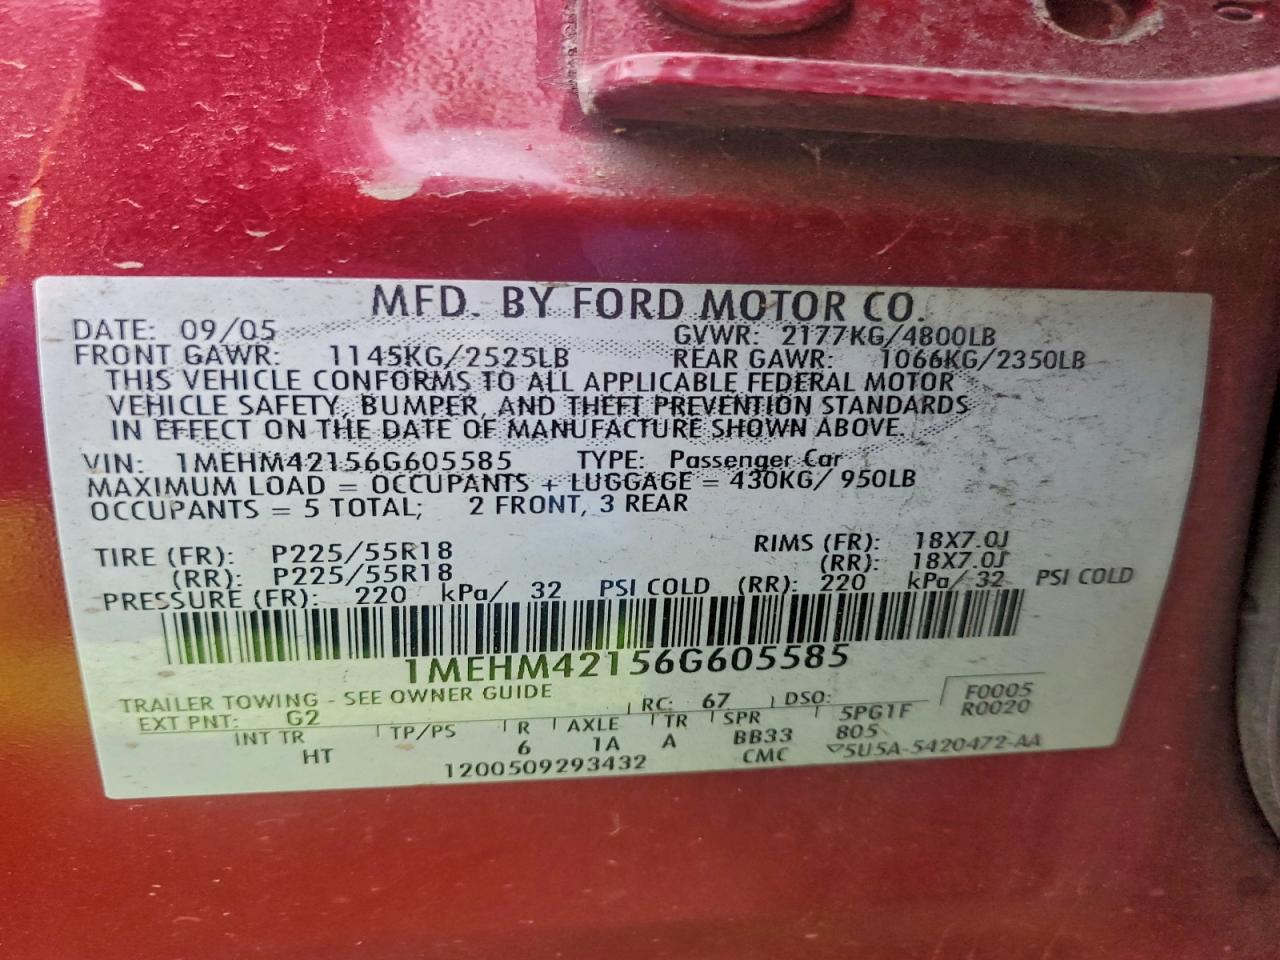 MFD. BY FORD MOTOR CO.
DATE: 09/05 GVWR: 2177KG/4800LB
FRONT GAWR: 1145KG/2525LB REAR GAWR: 1066KG/2350LB
THIS VEHICLE CONFORMS TO ALL APPLICABLE FEDERAL MOTOR
VEHICLE SAFETY, BUMPER, AND THEFT PREVENTION STANDARDS
IN EFFECT ON THE DATE OF MANUFACTURE SHOWN ABOVE.
VIN: 1MEHM42156G605585 TYPE: Passenger Car
MAXIMUM LOAD = OCCUPANTS + LUGGAGE = 430KG/ 950LB
OCCUPANTS = 5 TOTAL; 2 FRONT, 3 REAR
TIRE (FR): P225/55R18 RIMS (FR): 18X7.0J
(RR): P225/55R18 (RR): 18X7.0J
PRESSURE (FR): 220 kPa/ 32 PSI COLD (RR): 220 kPa/ 32 PSI COLD
1MEHM42156G605585
TRAILER TOWING - SEE OWNER GUIDE RC: 67 DSO: F0005
EXT PNT: G2 R0020
INT TR TP/PS R AXLE TR SPR 5PG1F
HT 6 1A A BB33 805
1200509293432 CMC 5U5A-5420472-AA